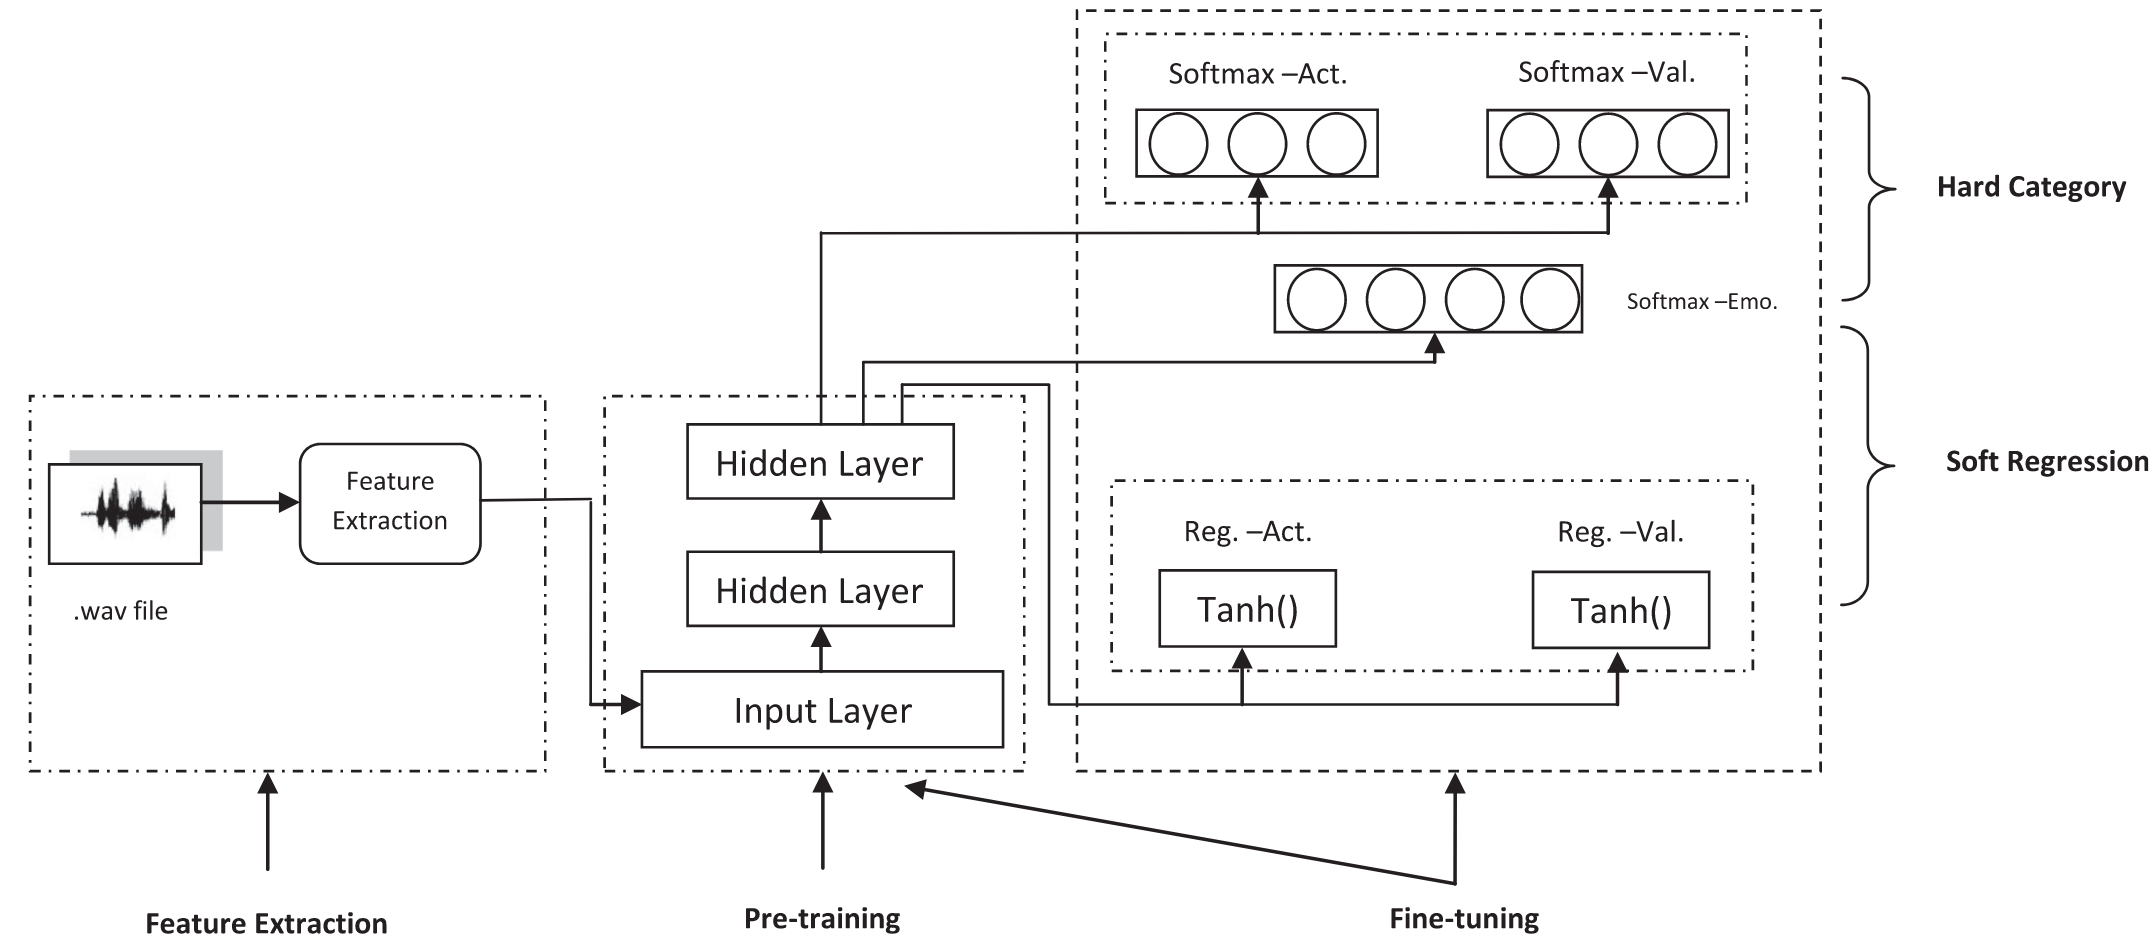 Softmax –Act.
Softmax –Val.
Hard Category
Softmax –Emo.
Soft Regression
Feature
Extraction
.wav file
Hidden Layer
Hidden Layer
Input Layer
Reg. –Act.
Reg. –Val.
Tanh()
Tanh()
Feature Extraction
Pre-training
Fine-tuning